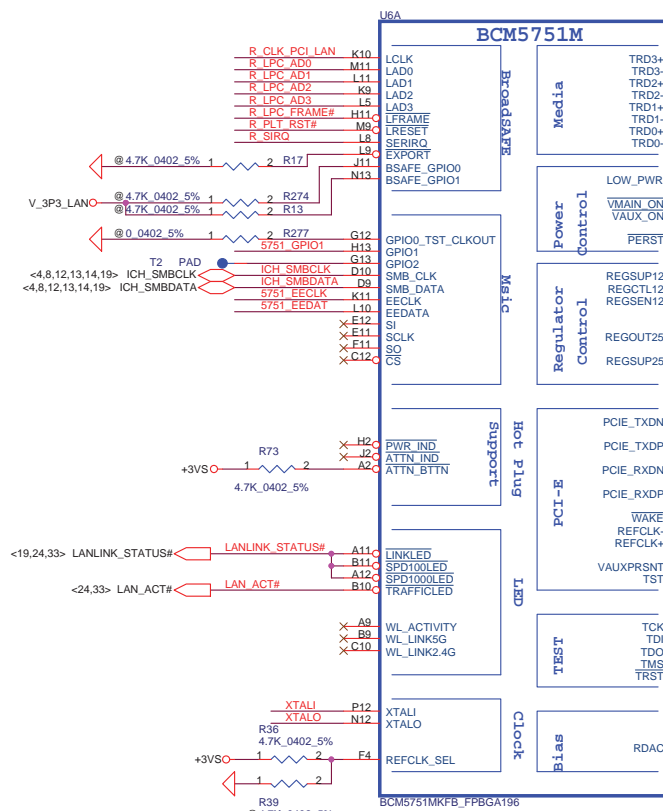 U6A
BCM5751M
R_CLK_PCI_LAN K10 LCLK TRD3+
R_LPC_AD0 M11 LAD0 TRD3-
R_LPC_AD1 L11 LAD1 TRD2+
R_LPC_AD2 K9 LAD2 TRD2-
R_LPC_AD3 L5 LAD3 TRD1+
R_LPC_FRAME# H11 LFRAME TRD1-
R_PLT_RST# M9 LRESET TRD0+
R_SIRQ L8 SERIRQ TRD0-
BroadSAFE
Media
@ 4.7K_0402_5% 1 2 R17 L9 EXPORT
J11 BSAFE_GPIO0
N13 BSAFE_GPIO1
V_3P3_LAN
@ 4.7K_0402_5% 1 2 R274
@ 4.7K_0402_5% 1 2 R13
LOW_PWR
VMAIN_ON
VAUX_ON
PERST
Power Control
@ 0_0402_5% 1 2 R277 G12 GPIO0_TST_CLKOUT
5751_GPIO1 H13 GPIO1
T2 PAD G13 GPIO2
<4,8,12,13,14,19> ICH_SMBCLK ICH_SMBCLK D10 SMB_CLK
<4,8,12,13,14,19> ICH_SMBDATA ICH_SMBDATA D9 SMB_DATA
5751_EECLK K11 EECLK
5751_EEDAT L10 EEDATA
E12 SI
E11 SCLK
F11 SO
C12 CS
Msic
REGSUP12
REGCTL12
REGSEN12
REGOUT25
REGSUP25
Regulator Control
H2 PWR_IND
J2 ATTN_IND
+3VS R73 1 2 A2 ATTN_BTTN
4.7K_0402_5%
Hot Plug Support
PCIE_TXDN
PCIE_TXDP
PCIE_RXDN
PCIE_RXDP
WAKE
REFCLK-
REFCLK+
VAUXPRSNT
TST
PCI-E
<19,24,33> LANLINK_STATUS# LANLINK_STATUS# A11 LINKLED
B11 SPD100LED
A12 SPD1000LED
<24,33> LAN_ACT# LAN_ACT# B10 TRAFFICLED
A9 WL_ACTIVITY
B9 WL_LINK5G
C10 WL_LINK2.4G
LED
TCK
TDI
TDO
TMS
TRST
TEST
XTALI P12 XTALI
XTALO N12 XTALO
R36
4.7K_0402_5%
+3VS 1 2 F4 REFCLK_SEL
1 2
R39
Clock
Bias
RDAC
BCM5751MKFB_FPBGA196